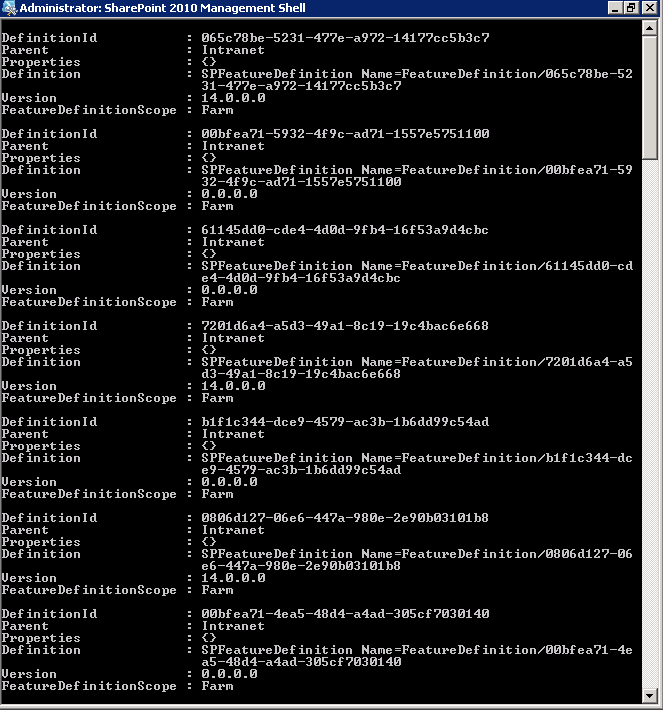 Administrator: SharePoint 2010 Management Shell
DefinitionId : 065c78be-5231-477e-a972-14177cc5b3c7
Parent : Intranet
Properties : {}
Definition : SPFeatureDefinition Name=FeatureDefinition/065c78be-52
31-477e-a972-14177cc5b3c7
Version : 14.0.0.0
FeatureDefinitionScope : Farm
DefinitionId : 00bfea71-5932-4f9c-ad71-1557e5751100
Parent : Intranet
Properties : {}
Definition : SPFeatureDefinition Name=FeatureDefinition/00bfea71-59
32-4f9c-ad71-1557e5751100
Version : 0.0.0.0
FeatureDefinitionScope : Farm
DefinitionId : 61145dd0-cde4-4d0d-9fb4-16f53a9d4cbc
Parent : Intranet
Properties : {}
Definition : SPFeatureDefinition Name=FeatureDefinition/61145dd0-cd
e4-4d0d-9fb4-16f53a9d4cbc
Version : 0.0.0.0
FeatureDefinitionScope : Farm
DefinitionId : 7201d6a4-a5d3-49a1-8c19-19c4bac6e668
Parent : Intranet
Properties : {}
Definition : SPFeatureDefinition Name=FeatureDefinition/7201d6a4-a5
d3-49a1-8c19-19c4bac6e668
Version : 14.0.0.0
FeatureDefinitionScope : Farm
DefinitionId : b1f1c344-dce9-4579-ac3b-1b6dd99c54ad
Parent : Intranet
Properties : {}
Definition : SPFeatureDefinition Name=FeatureDefinition/b1f1c344-dc
e9-4579-ac3b-1b6dd99c54ad
Version : 0.0.0.0
FeatureDefinitionScope : Farm
DefinitionId : 0806d127-06e6-447a-980e-2e90b03101b8
Parent : Intranet
Properties : {}
Definition : SPFeatureDefinition Name=FeatureDefinition/0806d127-06
e6-447a-980e-2e90b03101b8
Version : 14.0.0.0
FeatureDefinitionScope : Farm
DefinitionId : 00bfea71-4ea5-48d4-a4ad-305cf7030140
Parent : Intranet
Properties : {}
Definition : SPFeatureDefinition Name=FeatureDefinition/00bfea71-4e
a5-48d4-a4ad-305cf7030140
Version : 0.0.0.0
FeatureDefinitionScope : Farm